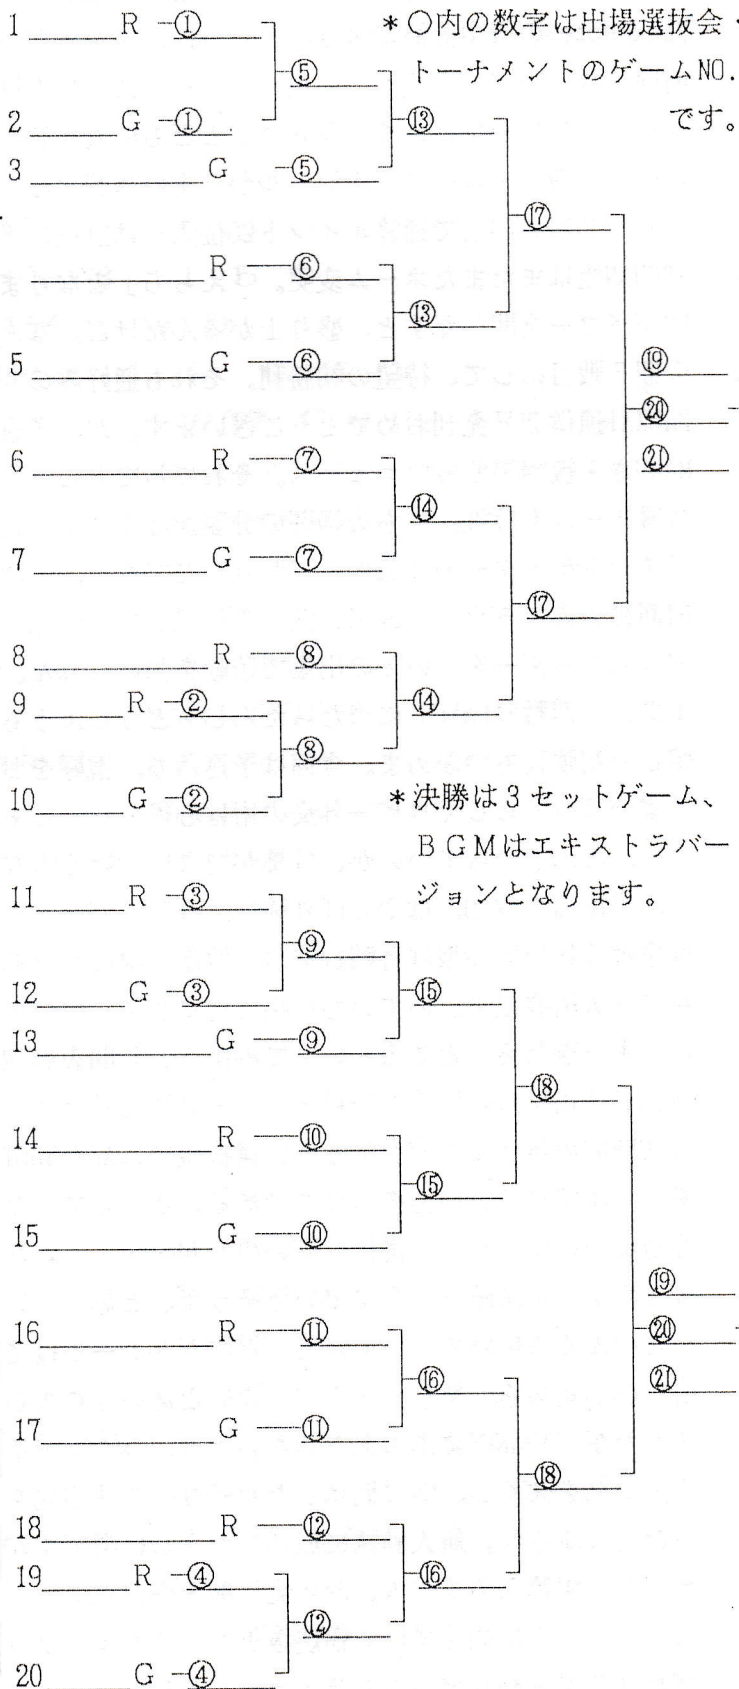 1 R ①
*○内の数字は出場選抜会・
⑤
トーナメントのゲームNO.
2 G ①
⑬
です。
3 G ⑤
⑰
R ⑥
⑬
5 G ⑥
⑲
⑳
6 R ⑦
㉑
⑭
7 G ⑦
⑰
8 R ⑧
9 R ②
⑭
⑧
10 G ②
*決勝は3セットゲーム、
BGMはエキストラバー
ジョンとなります。
11 R ③
⑨
12 G ③
⑮
13 G ⑨
⑱
14 R ⑩
⑮
15 G ⑩
⑲
16 R ⑪
⑳
⑯
㉑
17 G ⑪
⑱
18 R ⑫
19 R ④
⑯
⑫
20 G ④